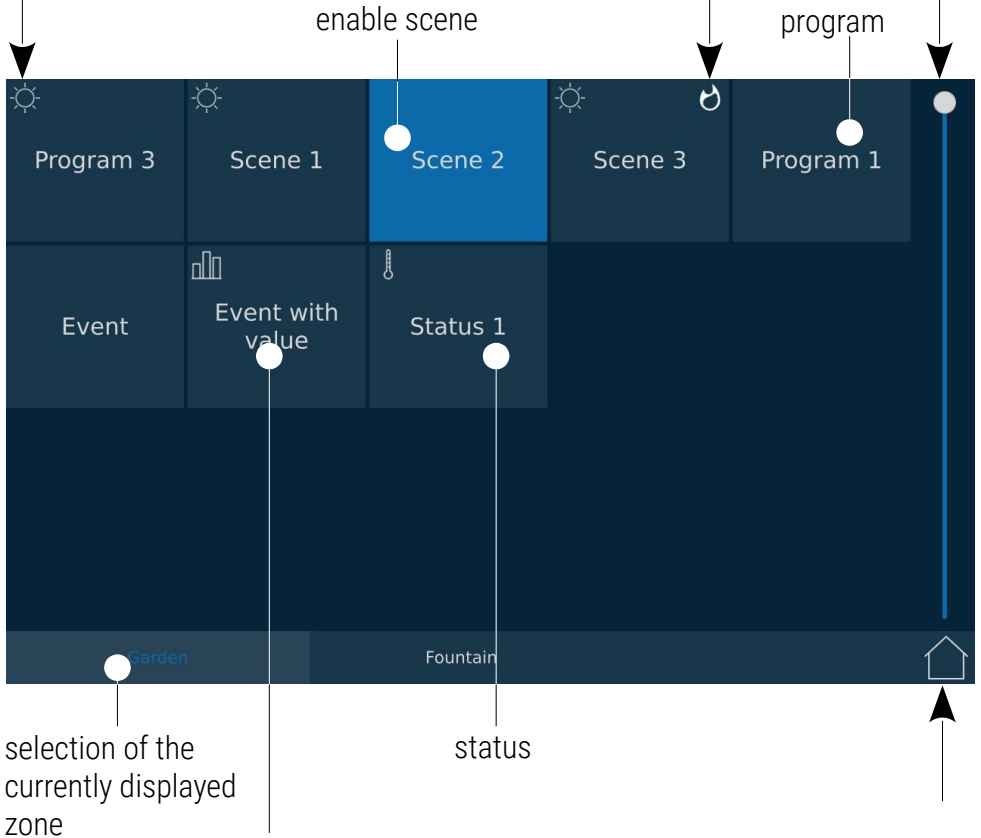 enable scene
program
Program 3
Scene 1
Scene 2
Scene 3
Program 1
Event
Event with
value
Status 1
Garden
Fountain
selection of the
currently displayed
zone
status